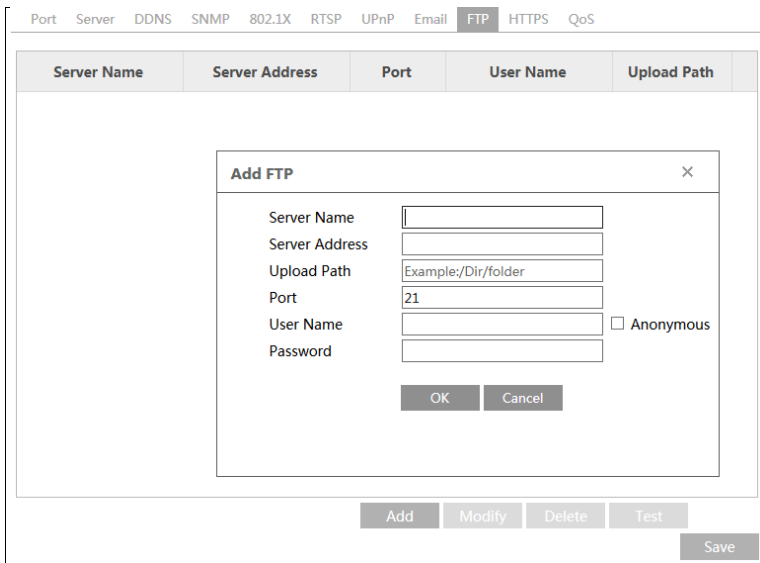 Port Server DDNS SNMP 802.1X RTSP UPnP Email FTP HTTPS QoS
Server Name Server Address Port User Name Upload Path
Add FTP ×
Server Name
Server Address
Upload Path Example:/Dir/folder
Port 21
User Name Anonymous
Password
OK Cancel
Add Modify Delete Test
Save